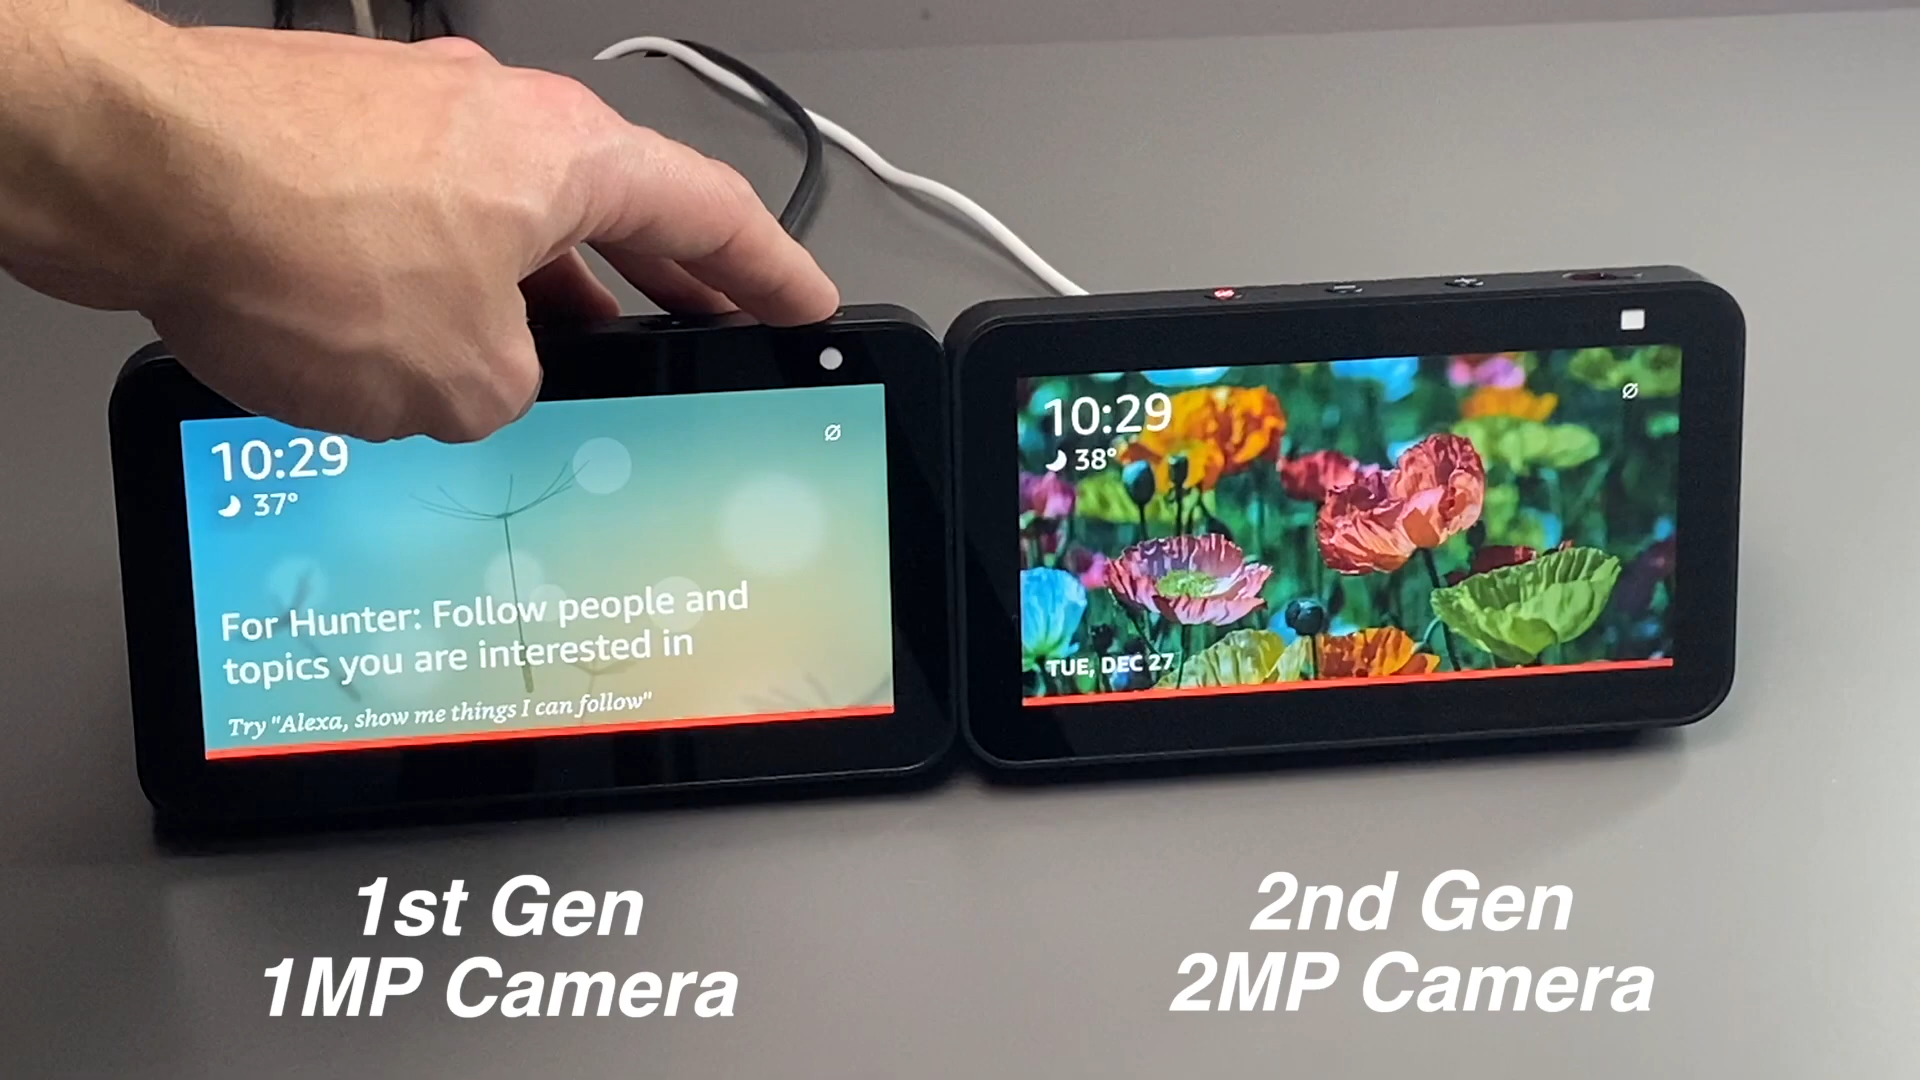 10:29
37°
For Hunter: Follow people and
topics you are interested in
Try "Alexa, show me things I can follow"
10:29
38°
TUE, DEC 27
1st Gen
1MP Camera
2nd Gen
2MP Camera